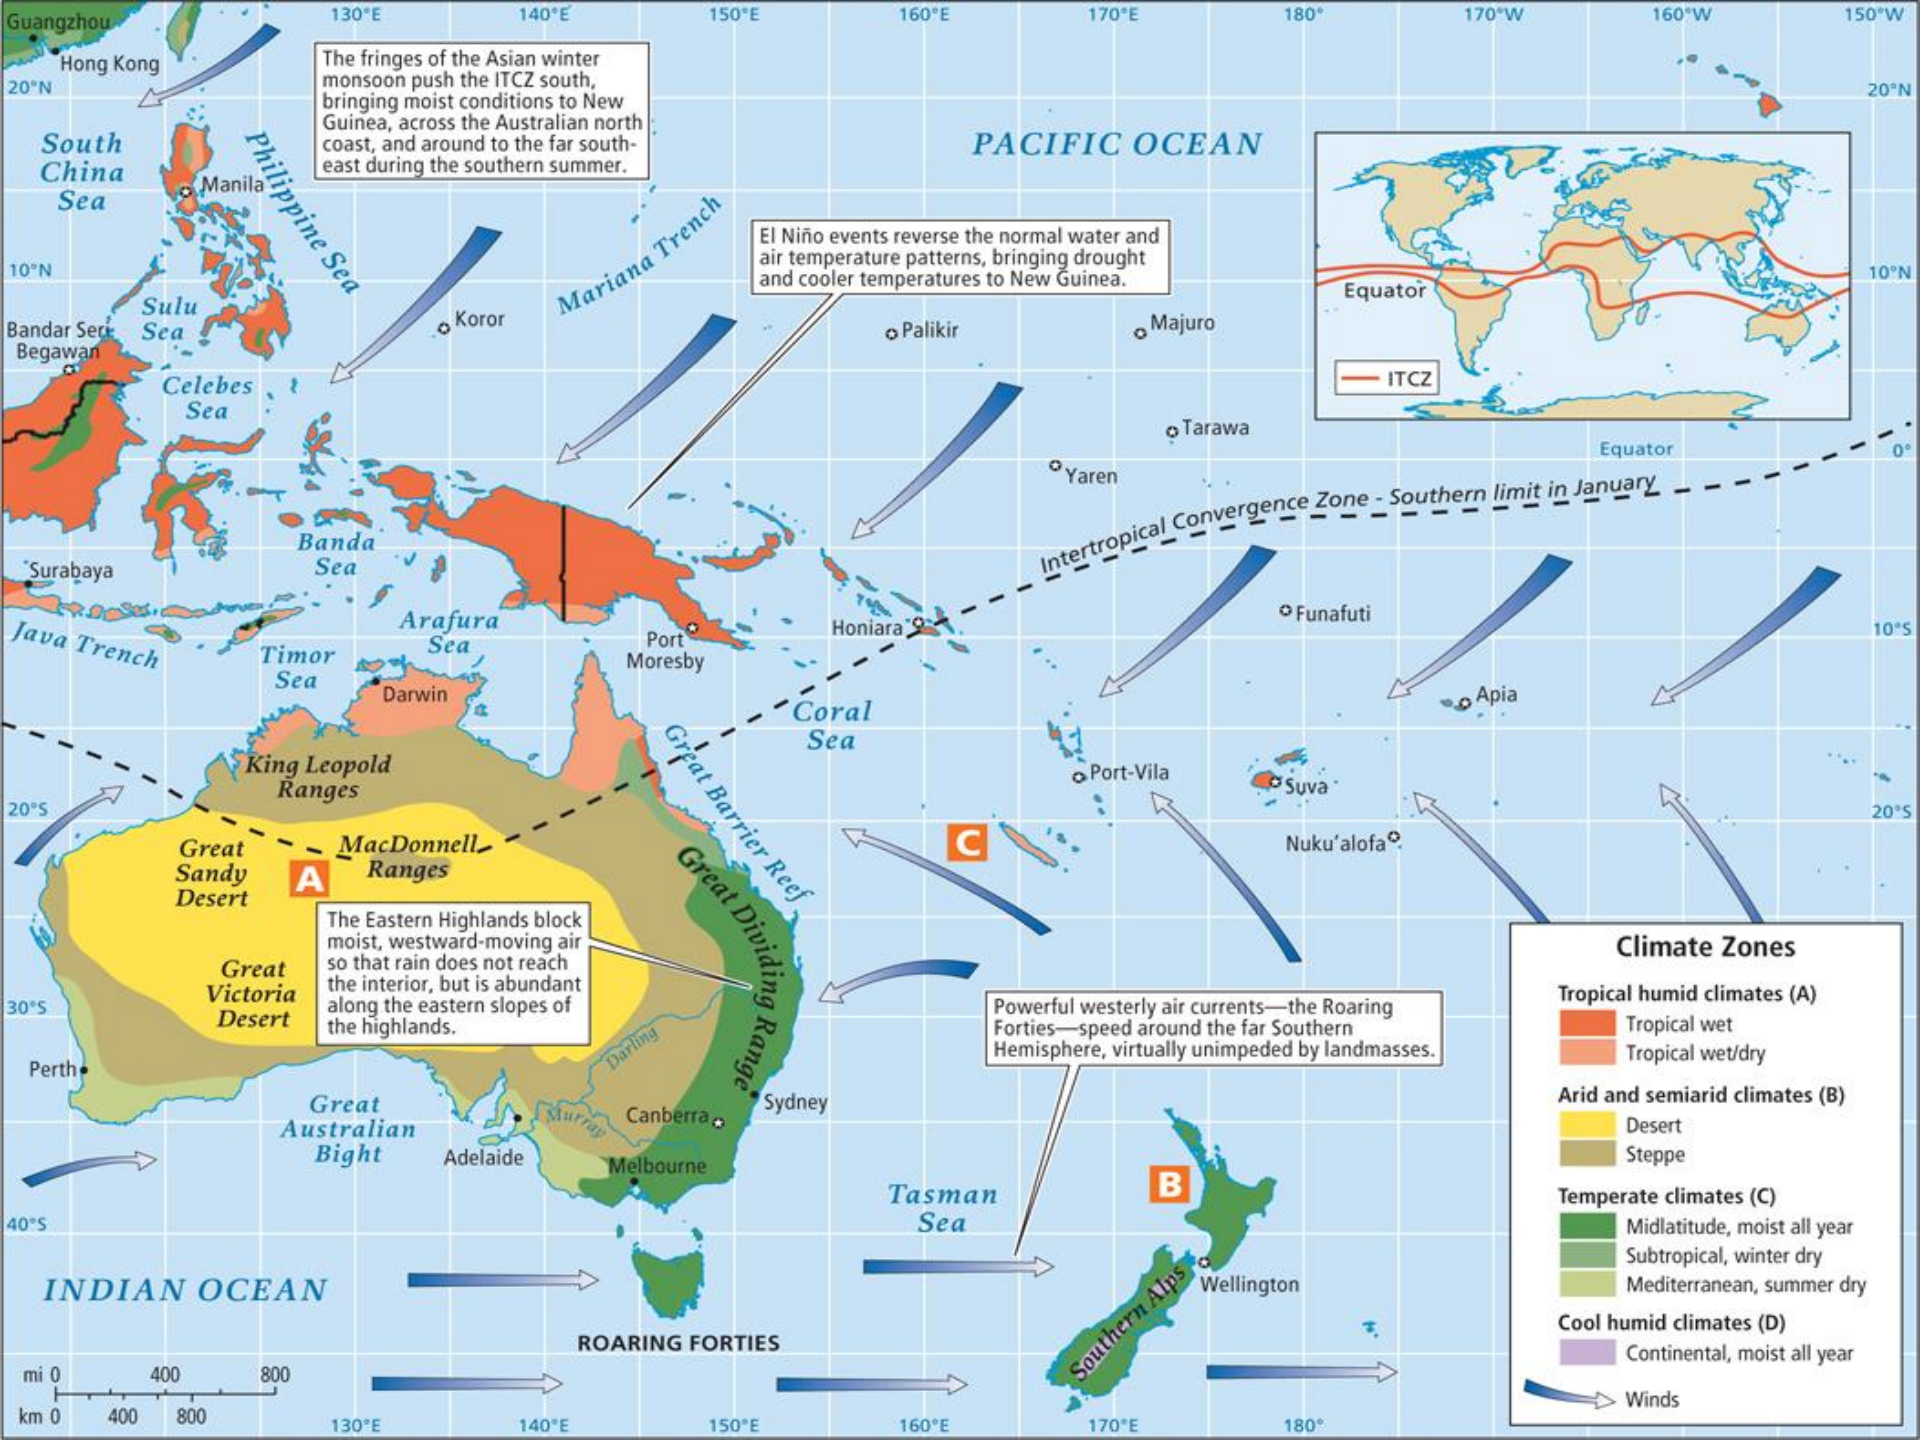 130°E
140°E
150°E
160°E
170°E
180°
170°W
160°W
150°W
Guangzhou
Hong Kong
20°N
20°N
The fringes of the Asian winter
monsoon push the ITCZ south,
bringing moist conditions to New
Guinea, across the Australian north
coast, and around to the far south-
east during the southern summer.
PACIFIC OCEAN
South
China
Sea
Philippine Sea
Manila
Mariana Trench
El Niño events reverse the normal water and
air temperature patterns, bringing drought
and cooler temperatures to New Guinea.
Equator
ITCZ
10°N
10°N
Sulu
Sea
Bandar Seri
Begawan
Koror
Palikir
Majuro
Celebes
Sea
Tarawa
Yaren
Equator
0°
Intertropical Convergence Zone - Southern limit in January
Banda
Sea
Surabaya
Java Trench
Arafura
Sea
Timor
Sea
Port
Moresby
Honiara
Funafuti
10°S
Darwin
Coral
Sea
Apia
Great Barrier Reef
King Leopold
Ranges
Port-Vila
Suva
20°S
20°S
Nuku'alofa
C
MacDonnell
Ranges
Great
Sandy
Desert
A
Great Dividing Range
The Eastern Highlands block
moist, westward-moving air
so that rain does not reach
the interior, but is abundant
along the eastern slopes of
the highlands.
Great
Victoria
Desert
30°S
Powerful westerly air currents—the Roaring
Forties—speed around the far Southern
Hemisphere, virtually unimpeded by landmasses.
Darling
Perth
Great
Australian
Bight
Murray
Canberra
Sydney
Adelaide
Melbourne
B
Tasman
Sea
40°S
Wellington
Southern Alps
INDIAN OCEAN
ROARING FORTIES
mi 0 400 800
km 0 400 800
130°E
140°E
150°E
160°E
170°E
180°
Climate Zones
Tropical humid climates (A)
Tropical wet
Tropical wet/dry
Arid and semiarid climates (B)
Desert
Steppe
Temperate climates (C)
Midlatitude, moist all year
Subtropical, winter dry
Mediterranean, summer dry
Cool humid climates (D)
Continental, moist all year
Winds